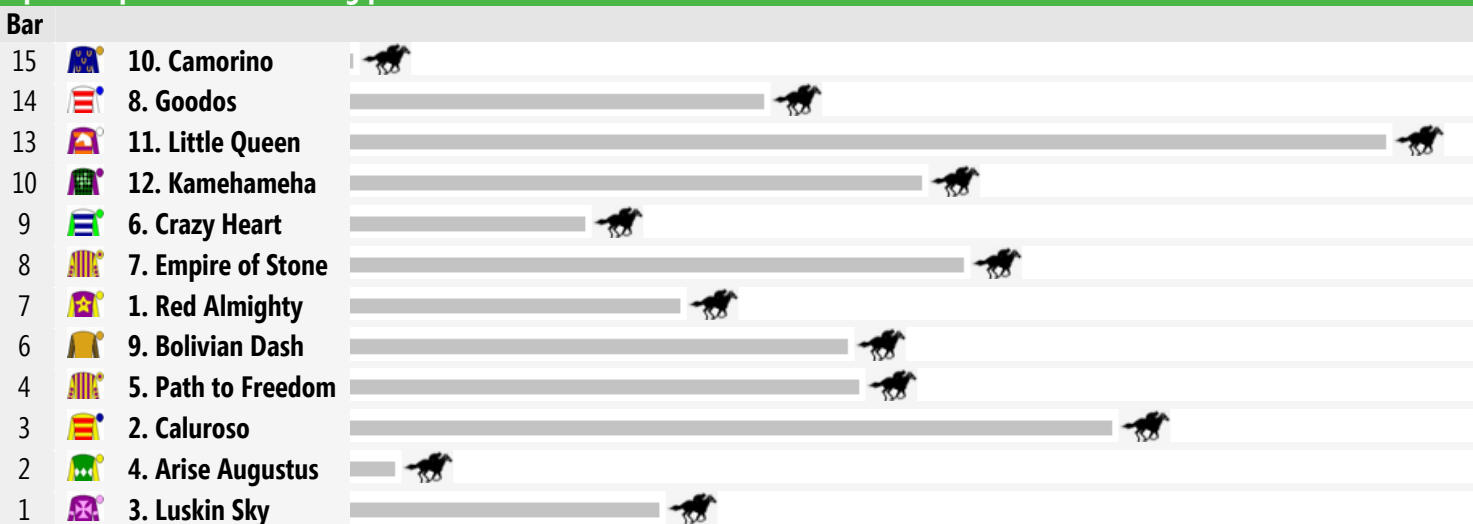 Bar
15 10. Camorino
14 8. Goodos
13 11. Little Queen
10 12. Kamehameha
9 6. Crazy Heart
8 7. Empire of Stone
7 1. Red Almighty
6 9. Bolivian Dash
4 5. Path to Freedom
3 2. Caluroso
2 4. Arise Augustus
1 3. Luskin Sky